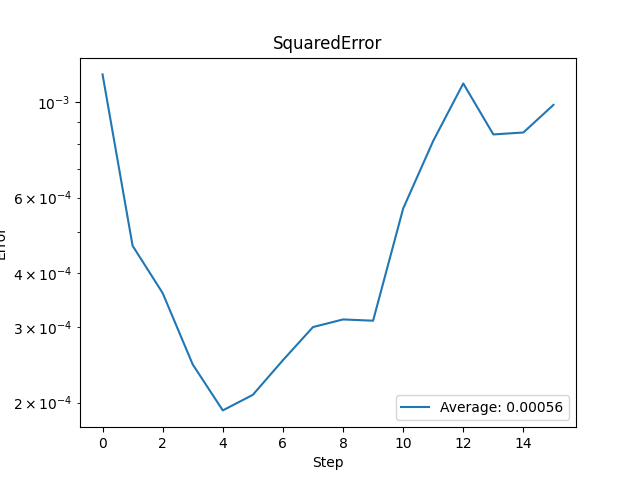 SquaredError
10⁻³
6 × 10⁻⁴
4 × 10⁻⁴
3 × 10⁻⁴
2 × 10⁻⁴
Error
Average: 0.00056
0 2 4 6 8 10 12 14
Step